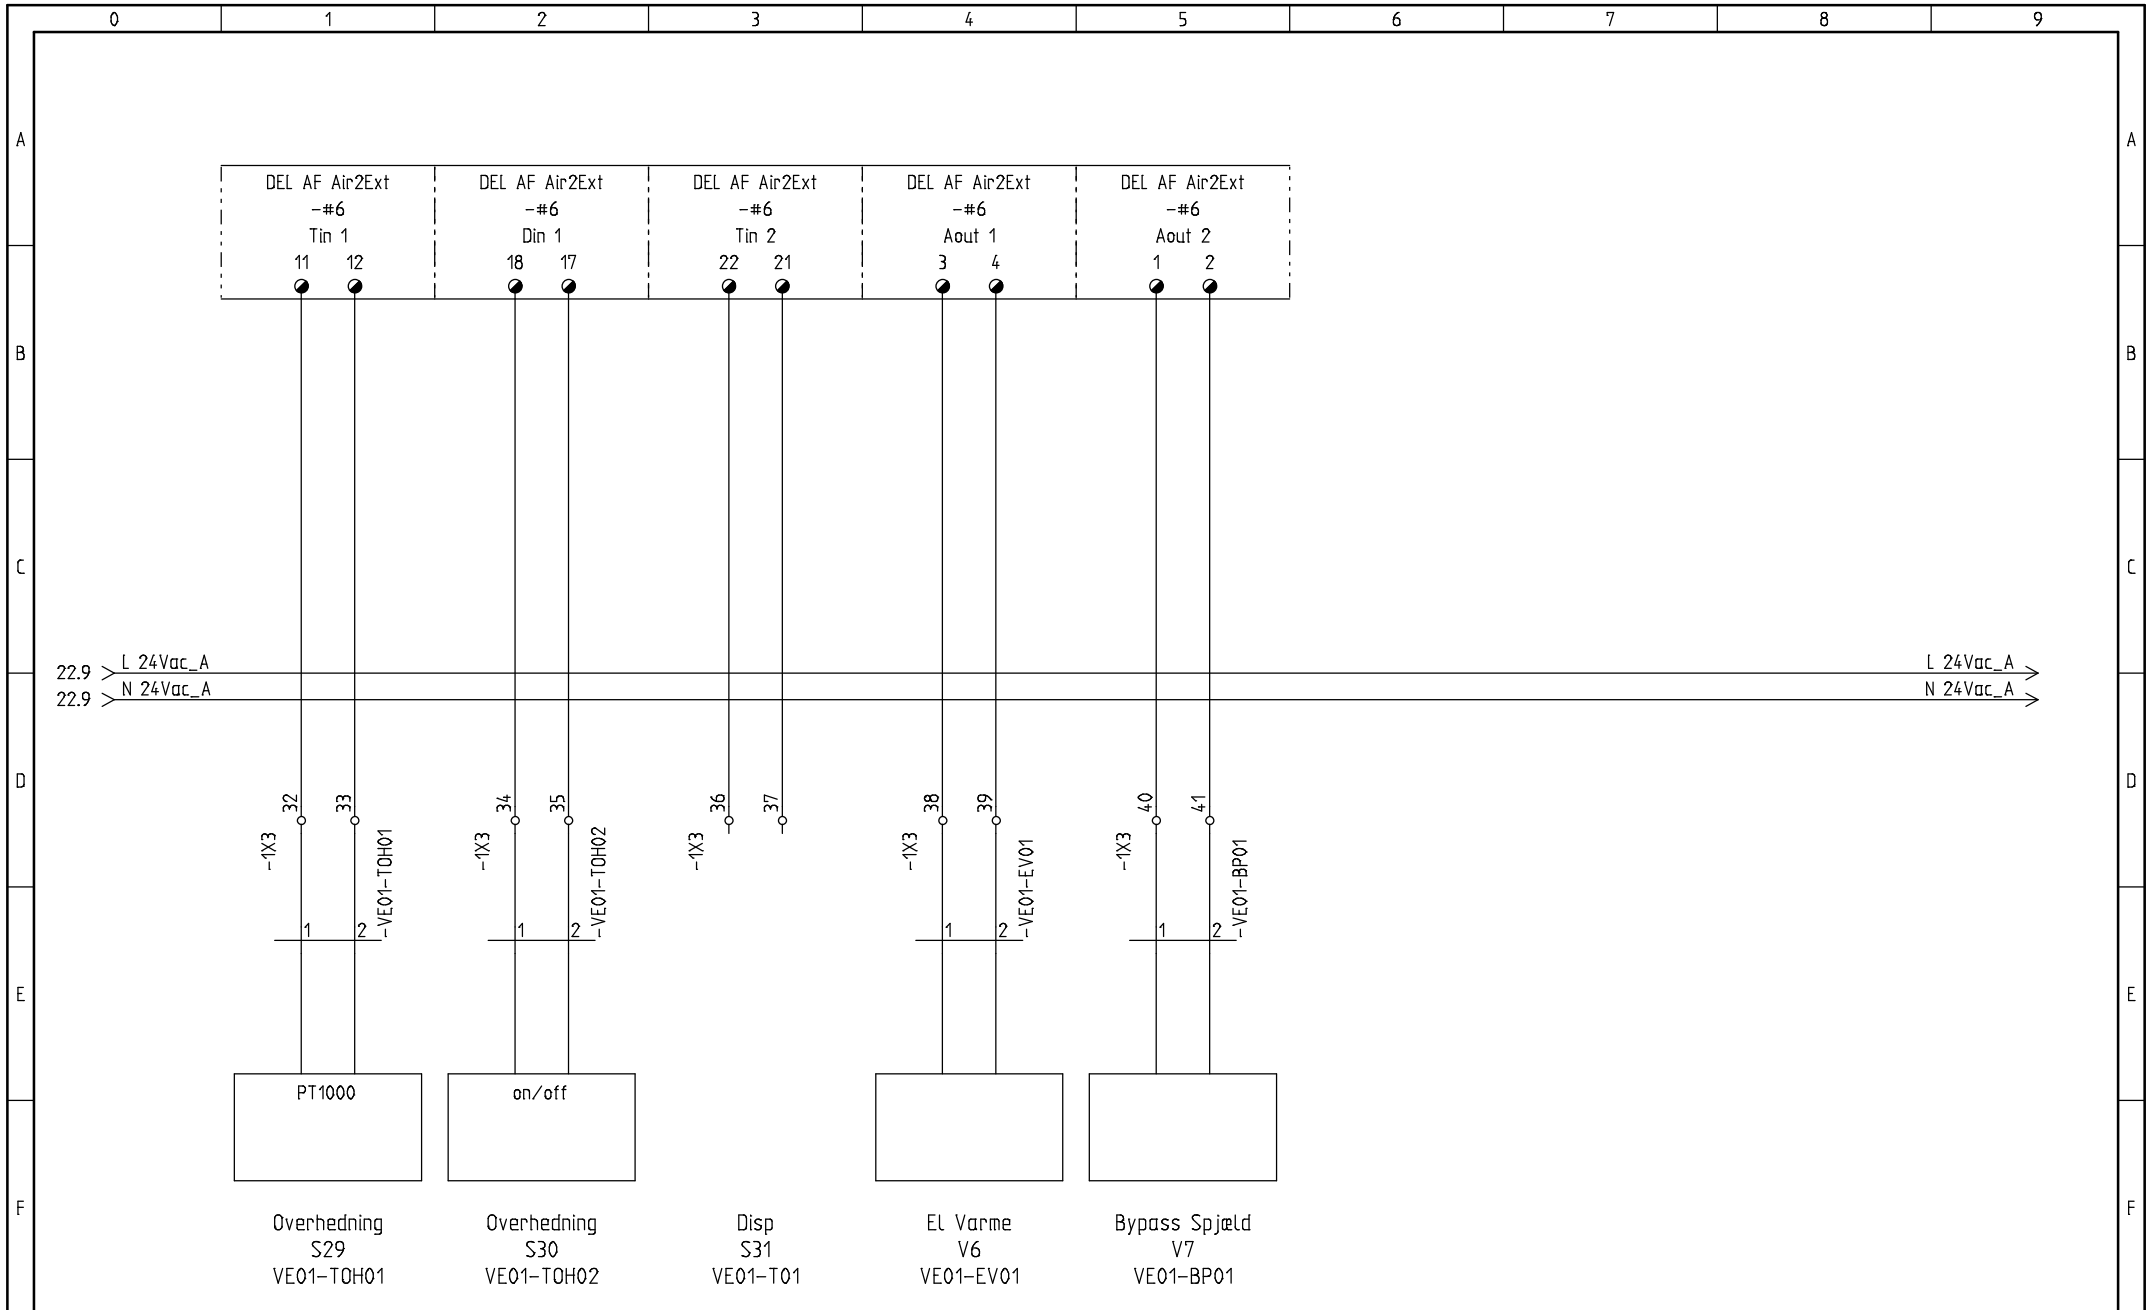 0 1 2 3 4 5 6 7 8 9
A A
DEL AF Air2Ext DEL AF Air2Ext DEL AF Air2Ext DEL AF Air2Ext DEL AF Air2Ext
-#6 -#6 -#6 -#6 -#6
Tin 1 Din 1 Tin 2 Aout 1 Aout 2
11 12 18 17 22 21 3 4 1 2
B B
C C
L 24Vac_A L 24Vac_A
22.9
N 24Vac_A N 24Vac_A
22.9
D D
32 33 34 35 36 37 38 39 40 41
-1X3 -1X3 -1X3 -1X3 -1X3
-VE01-TOH01 -VE01-TOH02 -VE01-EV01 -VE01-BP01
1 2 1 2 1 2 1 2
E E
PT1000 on/off
F F
Overhedning Overhedning Disp El Varme Bypass Spjæld
S29 S30 S31 V6 V7
VE01-TOH01 VE01-TOH02 VE01-T01 VE01-EV01 VE01-BP01